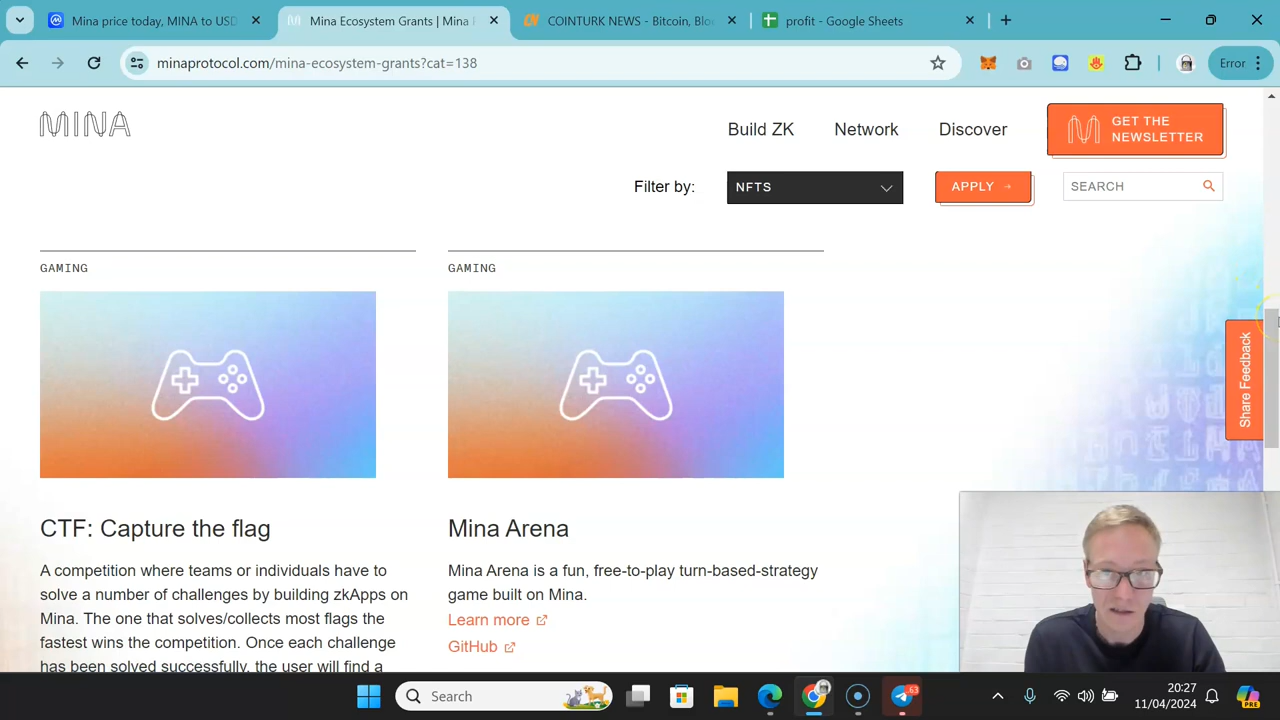 Mina price today, MINA to USD
Mina Ecosystem Grants | Mina
COINTURK NEWS - Bitcoin, Blo
profit - Google Sheets
minaprotocol.com/mina-ecosystem-grants?cat=138
Error
MINA
Build ZK
Network
Discover
GET THE
NEWSLETTER
Filter by:
NFTS
APPLY →
SEARCH
GAMING
GAMING
Share Feedback
CTF: Capture the flag
A competition where teams or individuals have to
solve a number of challenges by building zkApps on
Mina. The one that solves/collects most flags the
fastest wins the competition. Once each challenge
has been solved successfully, the user will find a
Mina Arena
Mina Arena is a fun, free-to-play turn-based-strategy
game built on Mina.
Learn more
GitHub
Search
63
20:27
11/04/2024
PRE